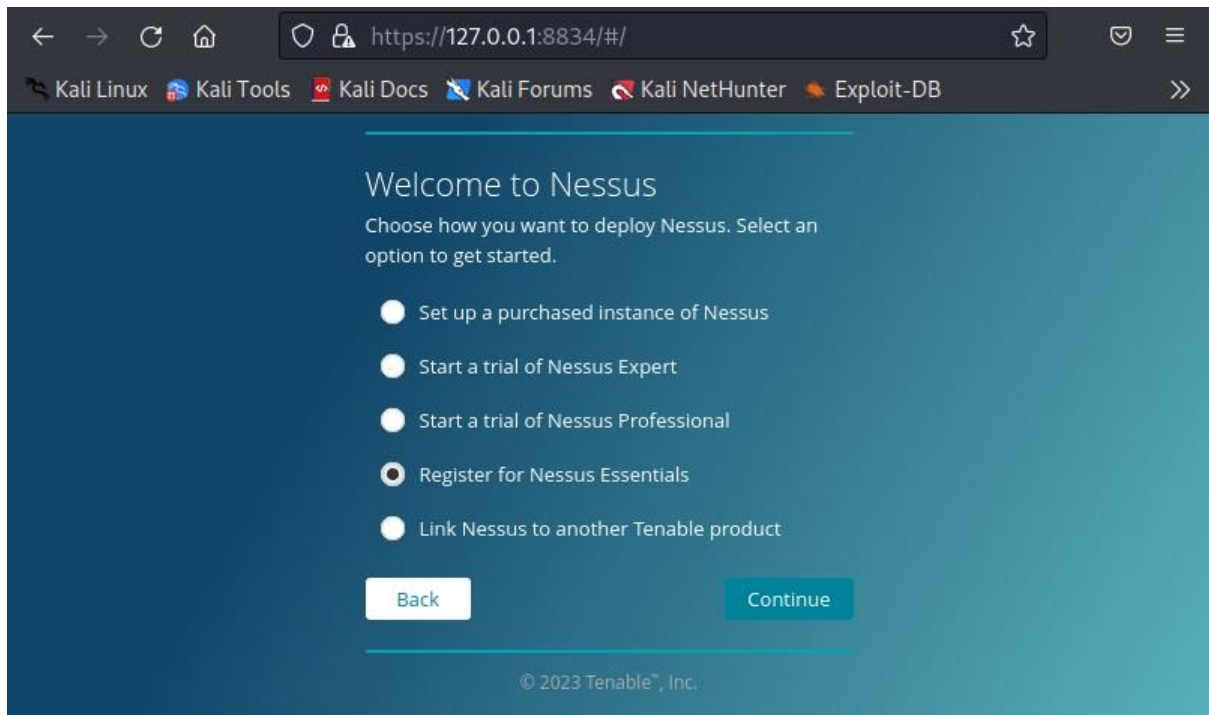 https://127.0.0.1:8834/#/
Kali Linux Kali Tools Kali Docs Kali Forums Kali NetHunter Exploit-DB
Welcome to Nessus
Choose how you want to deploy Nessus. Select an
option to get started.
Set up a purchased instance of Nessus
Start a trial of Nessus Expert
Start a trial of Nessus Professional
Register for Nessus Essentials
Link Nessus to another Tenable product
Back Continue
© 2023 Tenable™, Inc.